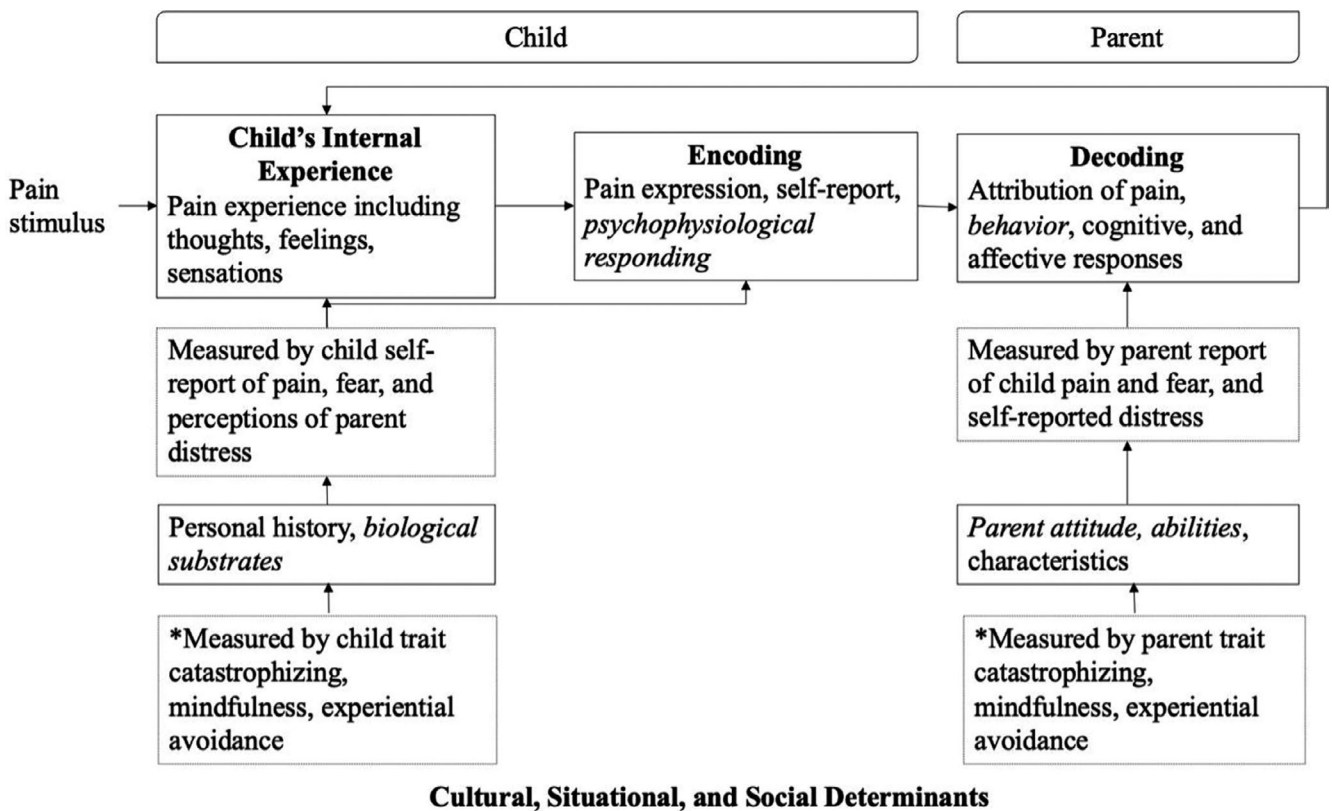 Child
Parent
Pain
stimulus
Child’s Internal
Experience
Pain experience including
thoughts, feelings,
sensations
Encoding
Pain expression, self-report,
psychophysiological
responding
Decoding
Attribution of pain,
behavior, cognitive, and
affective responses
Measured by child self-
report of pain, fear, and
perceptions of parent
distress
Measured by parent report
of child pain and fear, and
self-reported distress
Personal history, biological
substrates
Parent attitude, abilities,
characteristics
*Measured by child trait
catastrophizing,
mindfulness, experiential
avoidance
*Measured by parent trait
catastrophizing,
mindfulness, experiential
avoidance
Cultural, Situational, and Social Determinants